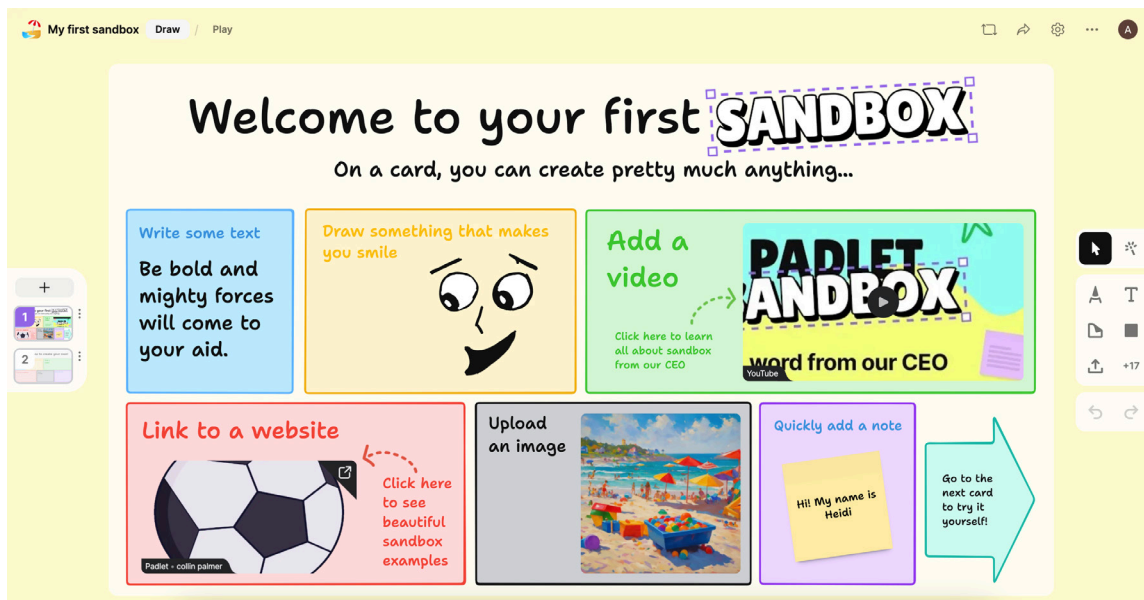 My first sandbox Draw / Play A
Welcome to your first SANDBOX
On a card, you can create pretty much anything...
Write some text
Be bold and
mighty forces
will come to
your aid.
Draw something that makes
you smile
Add a
video
Click here to learn
all about sandbox
from our CEO
PADLET
SANDBOX
word from our CEO
YouTube
+
1
2
T
+17
Link to a website
Click here
to see
beautiful
sandbox
examples
Padlet - collin palmer
Upload
an image
Quickly add a note
Hi! My name is
Heidi
Go to the
next card
to try it
yourself!